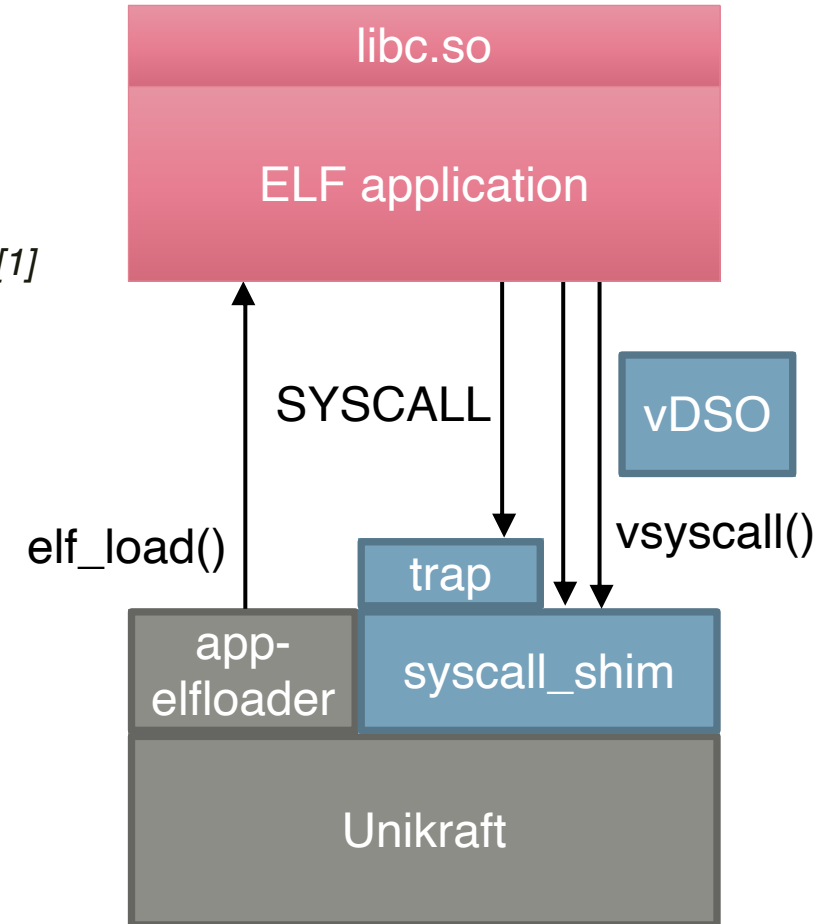 libc.so
ELF application
[1]
SYSCALL
vDSO
elf_load()
vsyscall()
trap
app-
elfloader
syscall_shim
Unikraft